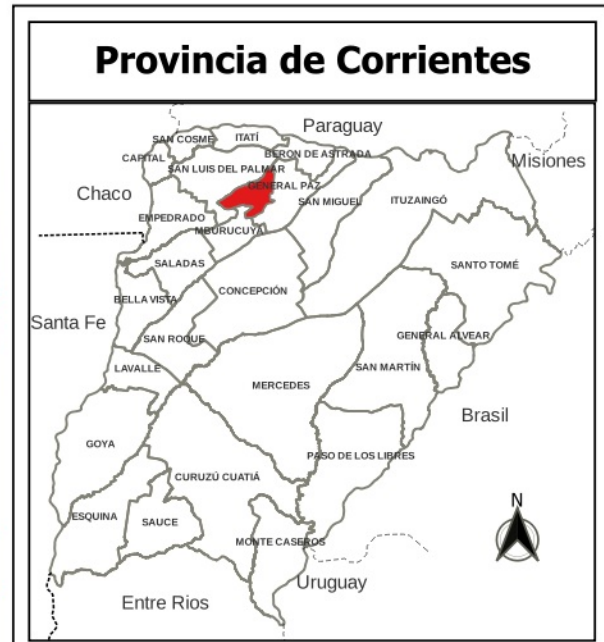 Provincia de Corrientes
Paraguay
SAN COSME
ITATÍ
BERON DE ASTRADA
CAPITAL
Misiones
SAN LUIS DEL PALMAR
Chaco
GENERAL PAZ
SAN MIGUEL
ITUZAINGÓ
EMPEDRADO
MBURUCUYA
SALADAS
SANTO TOMÉ
CONCEPCIÓN
BELLA VISTA
Santa Fe
GENERAL ALVEAR
SAN ROQUE
LAVALLE
SAN MARTÍN
MERCEDES
Brasil
GOYA
PASO DE LOS LIBRES
CURUZÚ CUATIÁ
N
ESQUINA
SAUCE
MONTE CASEROS
Uruguay
Entre Rios